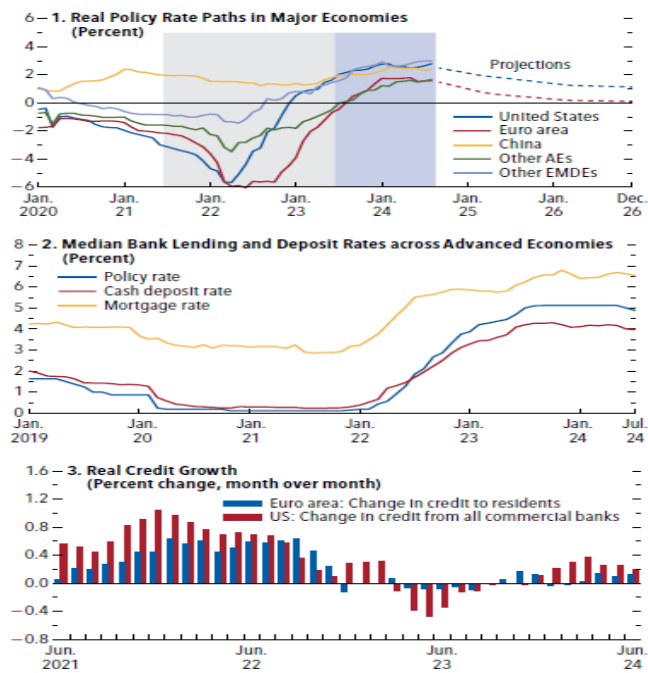 1. Real Policy Rate Paths in Major Economies
(Percent)
6
4
2
0
−2
−4
−6
Projections
United States
Euro area
China
Other AEs
Other EMDEs
Jan. 2020
Jan. 21
Jan. 22
Jan. 23
Jan. 24
Jan. 25
Jan. 26
Dec. 26
2. Median Bank Lending and Deposit Rates across Advanced Economies
(Percent)
8
7
6
5
4
3
2
1
0
Policy rate
Cash deposit rate
Mortgage rate
Jan. 2019
Jan. 20
Jan. 21
Jan. 22
Jan. 23
Jan. 24
Jul. 24
3. Real Credit Growth
(Percent change, month over month)
1.6
1.2
0.8
0.4
0.0
−0.4
−0.8
Euro area: Change in credit to residents
US: Change in credit from all commercial banks
Jun. 2021
Jun. 22
Jun. 23
Jun. 24